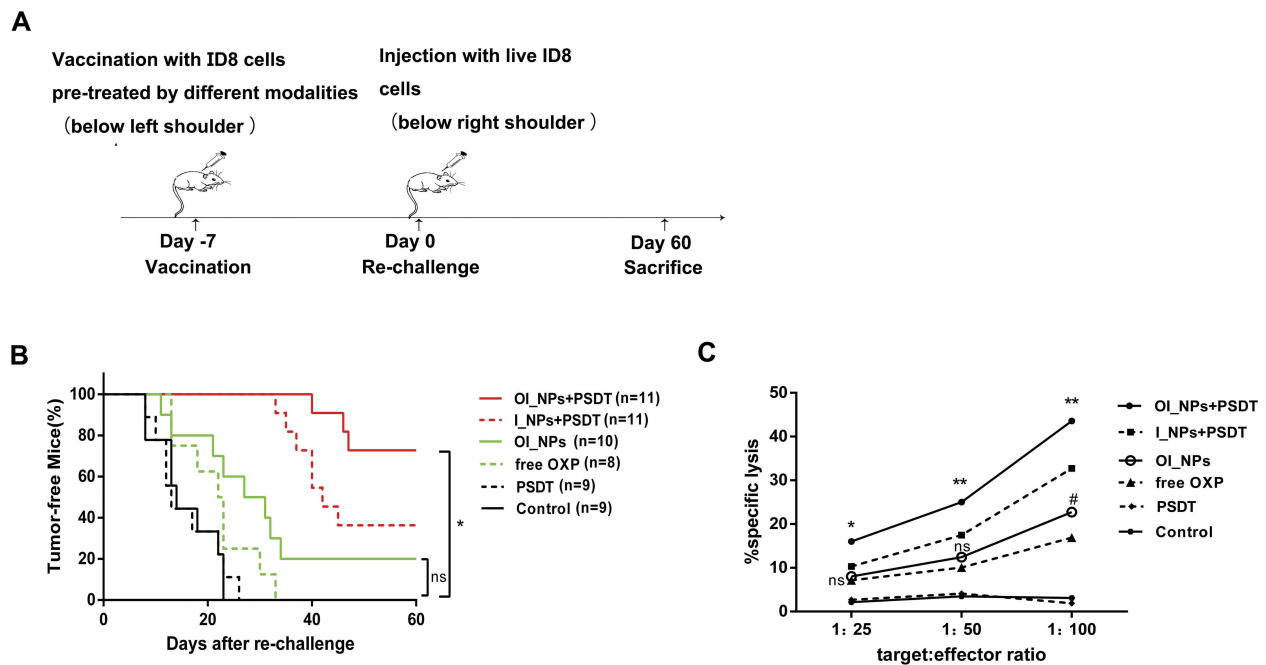 A
Vaccination with ID8 cells
pre-treated by different modalities
（below left shoulder ）
Injection with live ID8
cells
（below right shoulder ）
Day -7
Vaccination
Day 0
Re-challenge
Day 60
Sacrifice
B
Tumor-free Mice(%)
100
80
60
40
20
0
0
20
40
60
Days after re-challenge
OI_NPs+PSDT (n=11)
I_NPs+PSDT (n=11)
OI_NPs (n=10)
free OXP (n=8)
PSDT (n=9)
Control (n=9)
*
ns
C
%specific lysis
50
40
30
20
10
0
*
**
**
ns
ns
#
1: 25
1: 50
1: 100
target:effector ratio
OI_NPs+PSDT
I_NPs+PSDT
OI_NPs
free OXP
PSDT
Control